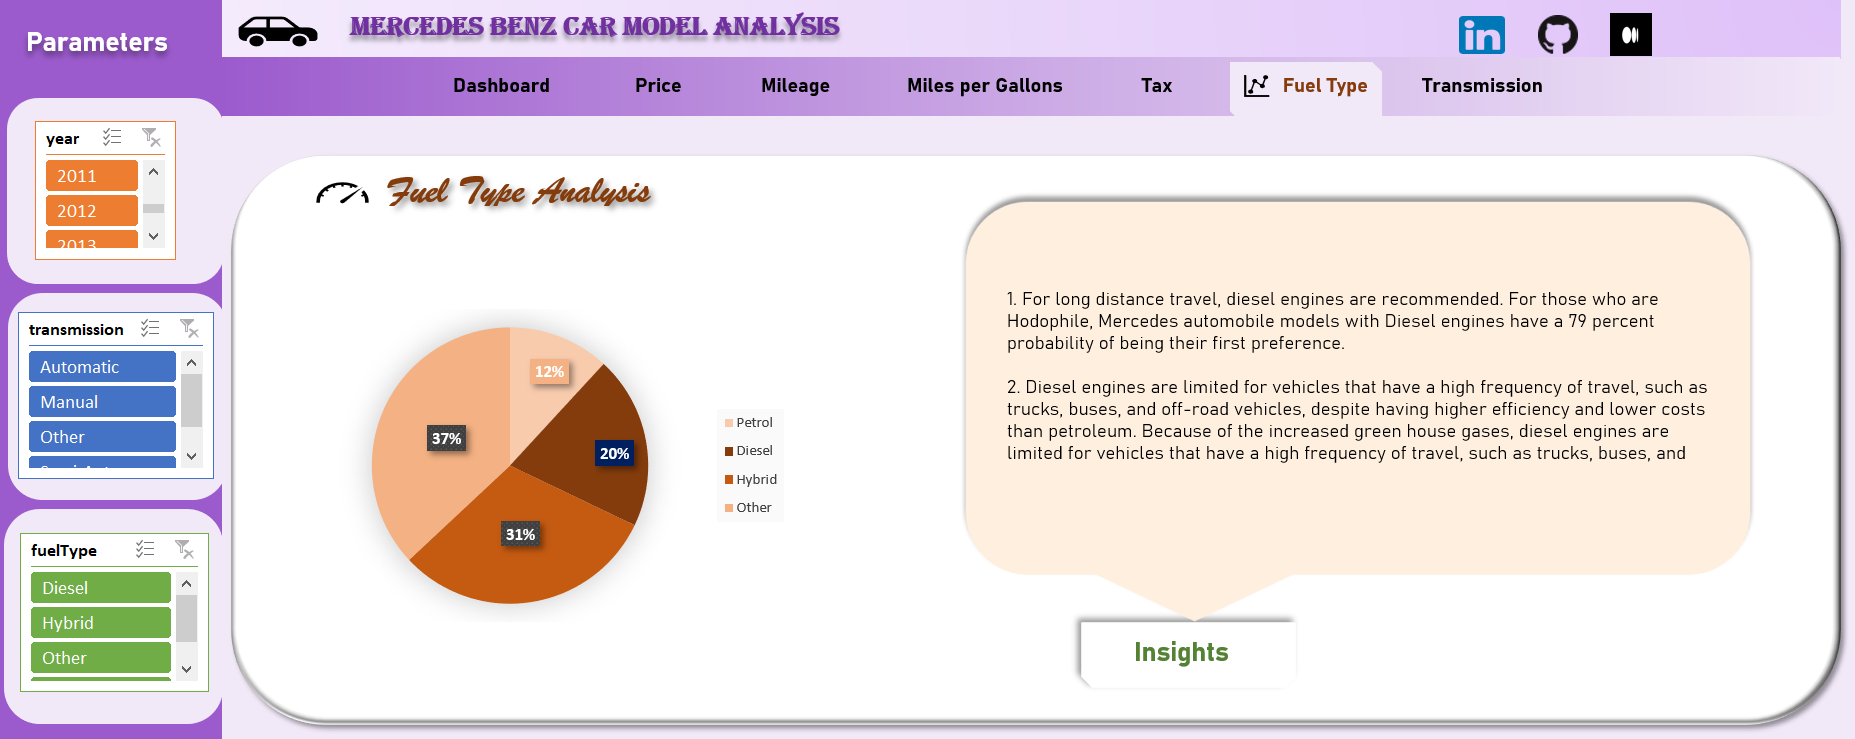 Parameters
MERCEDES BENZ CAR MODEL ANALYSIS
in
Dashboard
Price
Mileage
Miles per Gallons
Tax
Fuel Type
Transmission
year
2011
2012
2013
transmission
Automatic
Manual
Other
fuelType
Diesel
Hybrid
Other
Fuel Type Analysis
12%
20%
31%
37%
Petrol
Diesel
Hybrid
Other
1. For long distance travel, diesel engines are recommended. For those who are
Hodophile, Mercedes automobile models with Diesel engines have a 79 percent
probability of being their first preference.
2. Diesel engines are limited for vehicles that have a high frequency of travel, such as
trucks, buses, and off-road vehicles, despite having higher efficiency and lower costs
than petroleum. Because of the increased green house gases, diesel engines are
limited for vehicles that have a high frequency of travel, such as trucks, buses, and
Insights